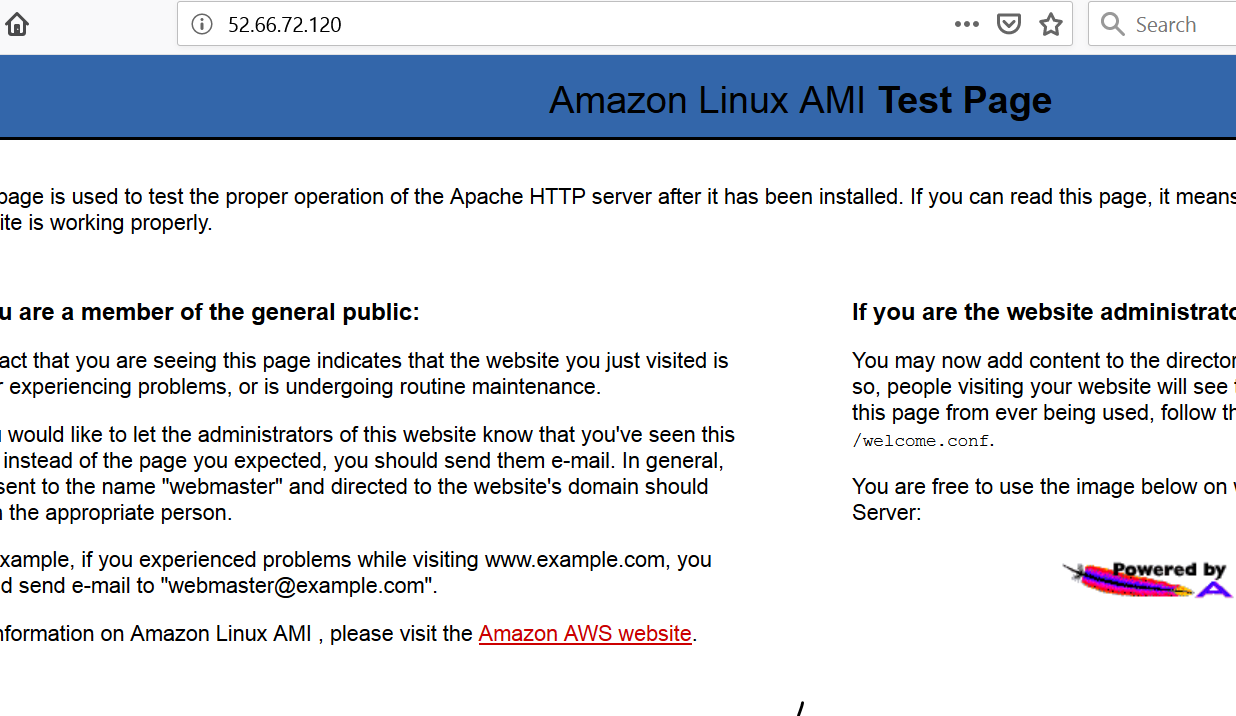 52.66.72.120
Search
Amazon Linux AMI Test Page
page is used to test the proper operation of the Apache HTTP server after it has been installed. If you can read this page, it means
ite is working properly.
u are a member of the general public:
act that you are seeing this page indicates that the website you just visited is
r experiencing problems, or is undergoing routine maintenance.
would like to let the administrators of this website know that you've seen this
instead of the page you expected, you should send them e-mail. In general,
sent to the name "webmaster" and directed to the website's domain should
the appropriate person.
xample, if you experienced problems while visiting www.example.com, you
d send e-mail to "webmaster@example.com".
nformation on Amazon Linux AMI , please visit the Amazon AWS website.
If you are the website administrato
You may now add content to the director
so, people visiting your website will see
this page from ever being used, follow th
/welcome.conf.
You are free to use the image below on
Server:
Powered by